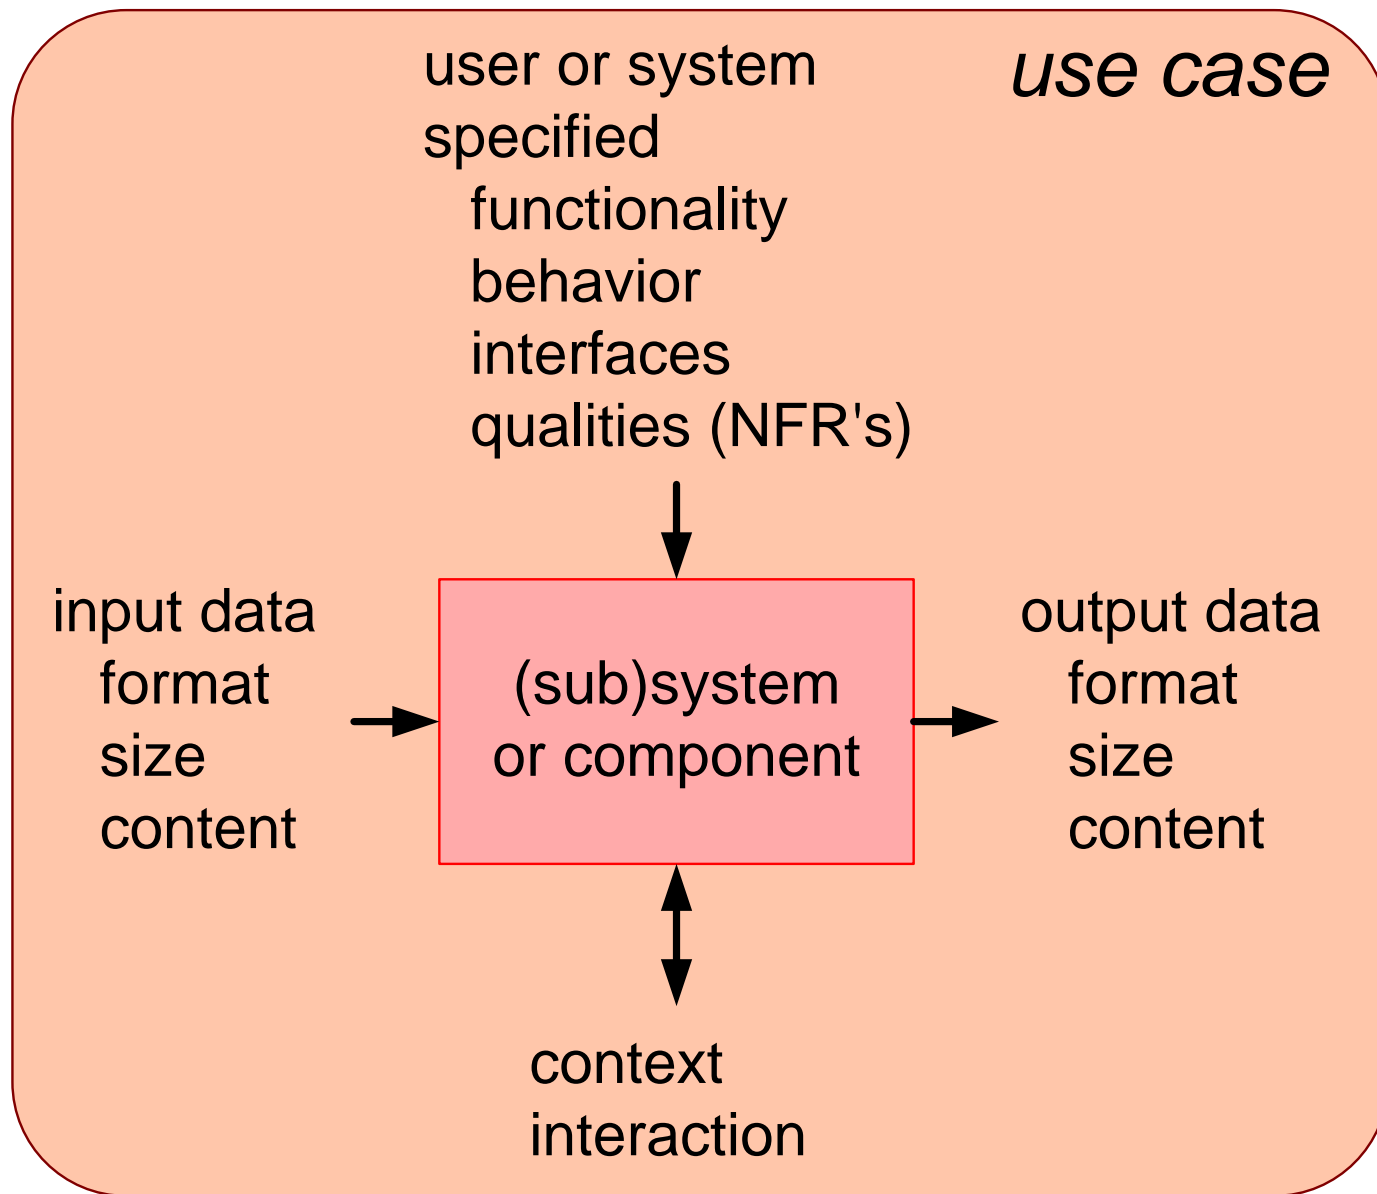 use case
user or system
specified
functionality
behavior
interfaces
qualities (NFR's)
input data
format
size
content
(sub)system
or component
output data
format
size
content
context
interaction